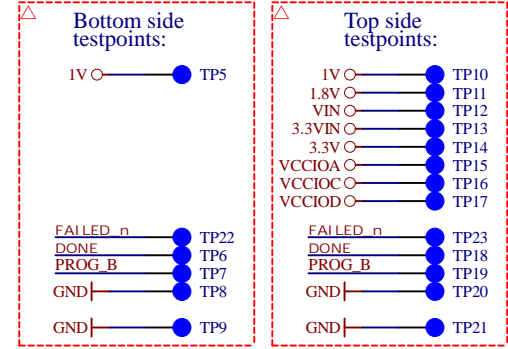 Bottom side
testpoints:
1V TP5
FAILED_n TP22
DONE TP6
PROG_B TP7
GND TP8
GND TP9
Top side
testpoints:
1V TP10
1.8V TP11
VIN TP12
3.3VIN TP13
3.3V TP14
VCCIOA TP15
VCCIOC TP16
VCCIOD TP17
FAILED_n TP23
DONE TP18
PROG_B TP19
GND TP20
GND TP21